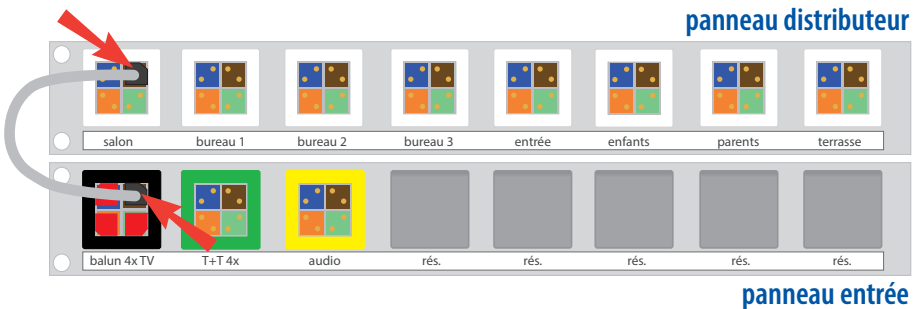 panneau distributeur
salon bureau 1 bureau 2 bureau 3 entrée enfants parents terrasse
balun 4x TV T+T 4x audio rés. rés. rés. rés. rés.
panneau entrée